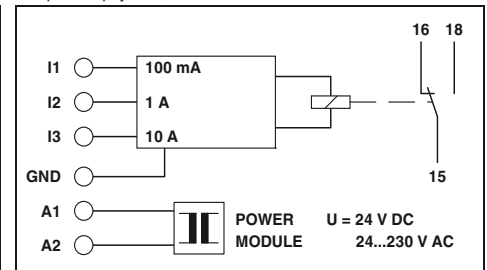 16 18
I1 100 mA
I2 1 A
I3 10 A
GND
15
A1
POWER U = 24 V DC
A2 MODULE 24...230 V AC